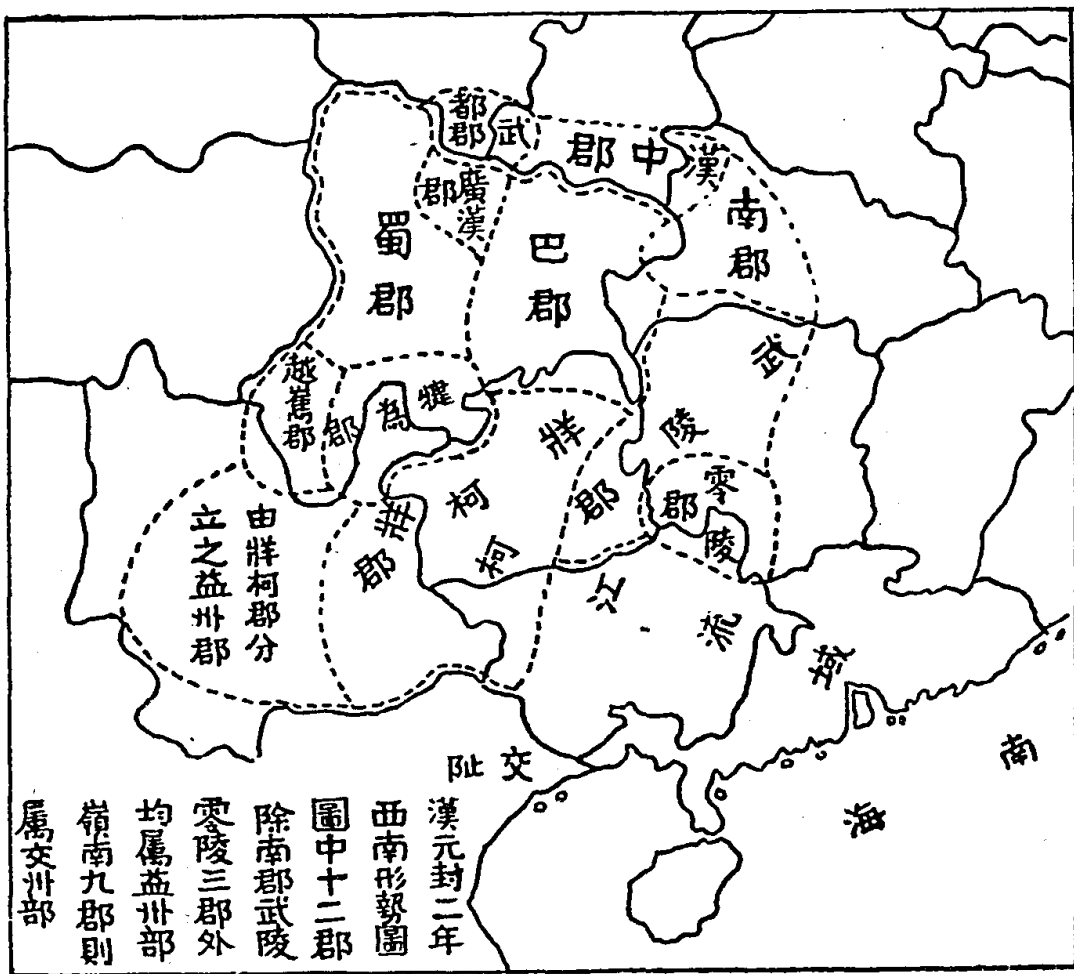 武都郡
漢中郡
廣漢郡
蜀郡
巴郡
南郡
越嶲郡
犍為郡
武陵
零陵郡
牂柯郡
牂柯江流域
郡
由牂柯郡分
立之益州郡
交阯
南海
漢元封二年
西南形勢圖
圖中十二郡
除南郡武陵
零陵三郡外
均屬益州部
嶺南九郡則
屬交州部